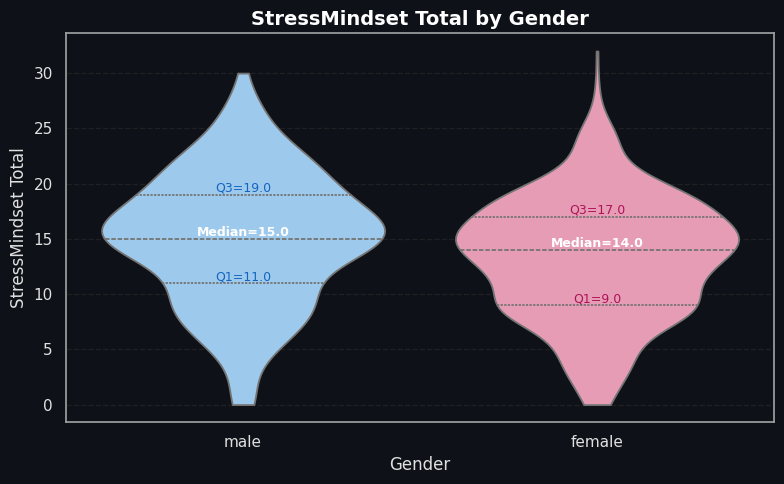 StressMindset Total by Gender
StressMindset Total
30
25
20
15
10
5
0
Q3=19.0
Median=15.0
Q1=11.0
Q3=17.0
Median=14.0
Q1=9.0
male
female
Gender